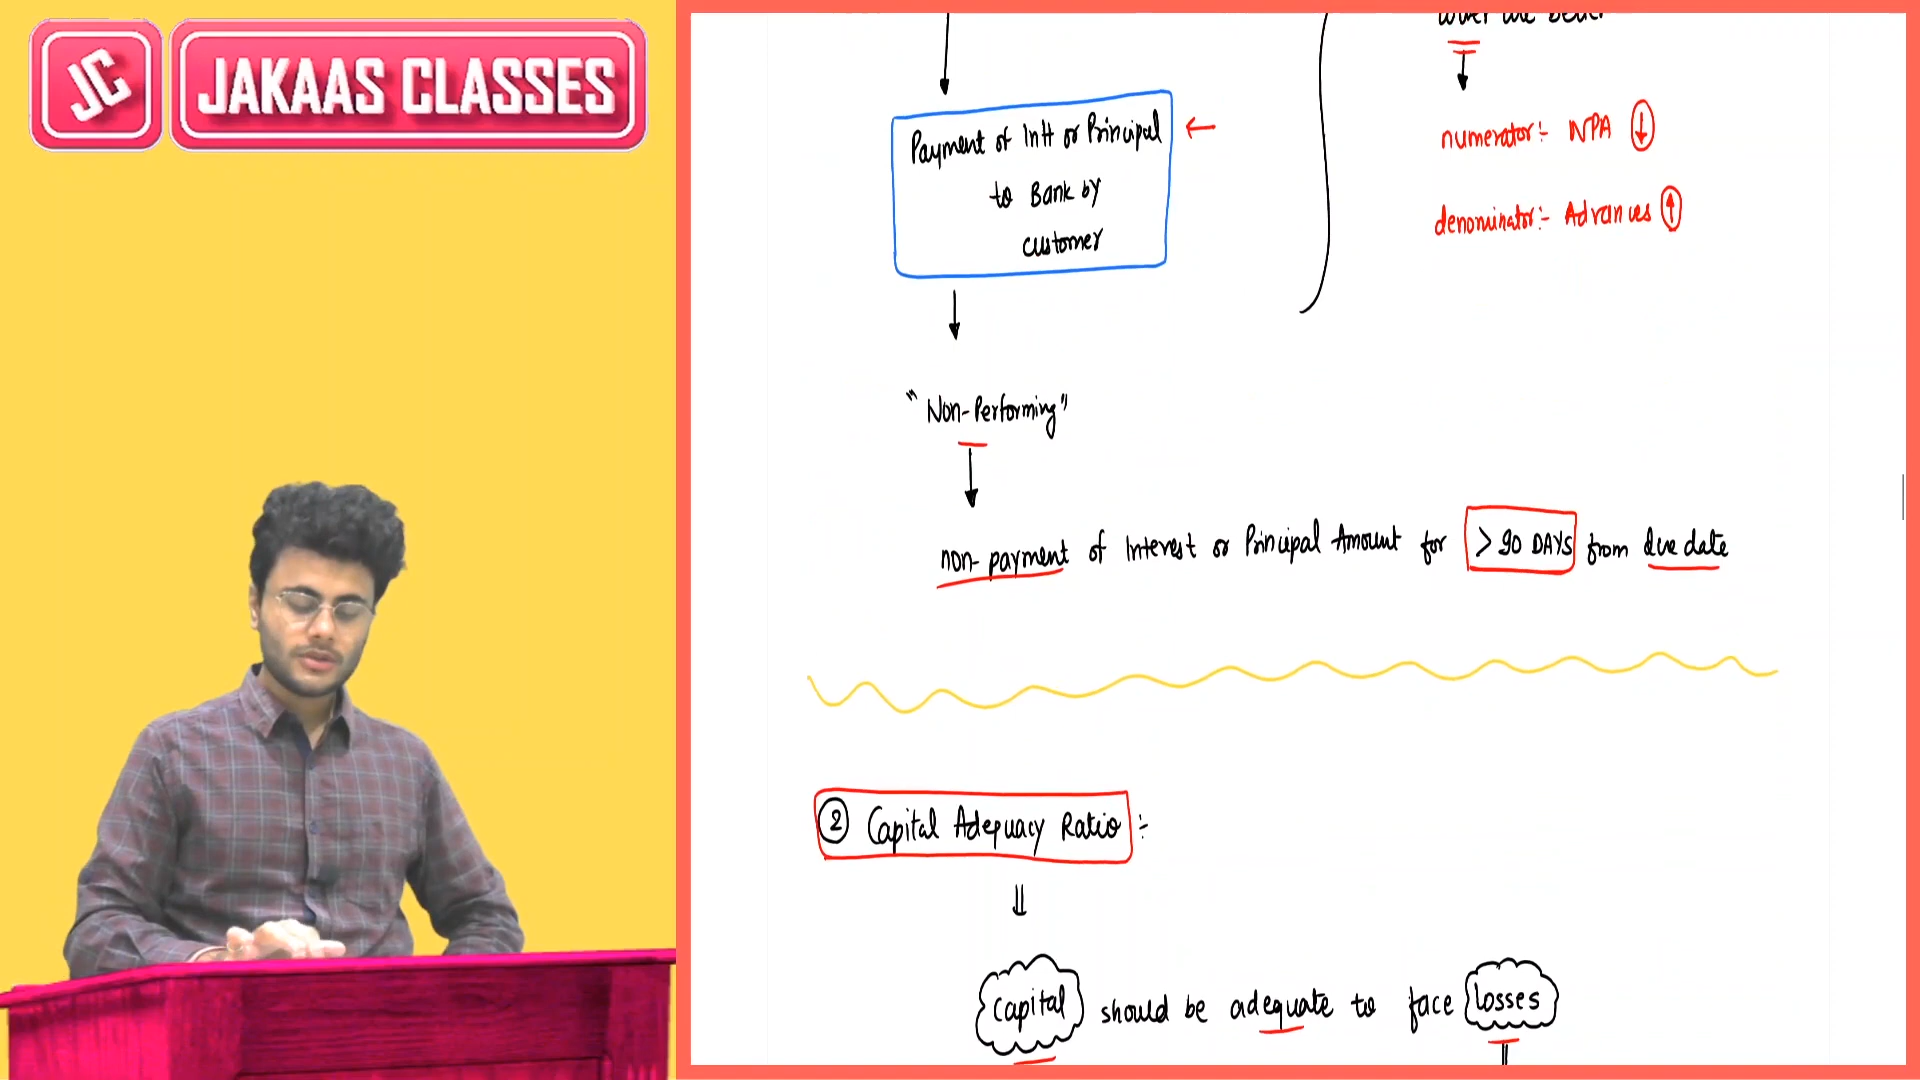 JC
JAKAAS CLASSES
Payment of Intt or Principal
to Bank by
customer
numerator:- NPA ↓
denominator:- Advances ↑
"Non-Performing"
non-payment of Interest or Principal Amount for > 90 DAYS from due date
② Capital Adequacy Ratio :-
Capital should be adequate to face losses